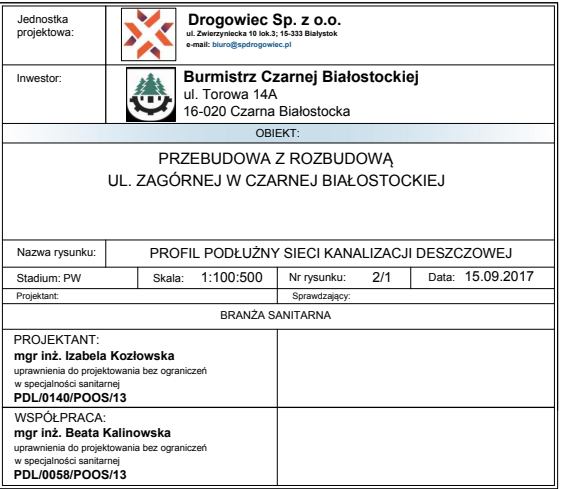 Jednostka
projektowa:
Drogowiec Sp. z o.o.
ul. Zwierzyniecka 10 lok.3; 15-333 Białystok
e-mail: biuro@spdrogowiec.pl
Inwestor:
Burmistrz Czarnej Białostockiej
ul. Torowa 14A
16-020 Czarna Białostocka
OBIEKT:
PRZEBUDOWA Z ROZBUDOWĄ
UL. ZAGÓRNEJ W CZARNEJ BIAŁOSTOCKIEJ
Nazwa rysunku: PROFIL PODŁUŻNY SIECI KANALIZACJI DESZCZOWEJ
Stadium: PW Skala: 1:100:500 Nr rysunku: 2/1 Data: 15.09.2017
Projektant: Sprawdzający:
BRANŻA SANITARNA
PROJEKTANT:
mgr inż. Izabela Kozłowska
uprawnienia do projektowania bez ograniczeń
w specjalności sanitarnej
PDL/0140/POOS/13
WSPÓŁPRACA:
mgr inż. Beata Kalinowska
uprawnienia do projektowania bez ograniczeń
w specjalności sanitarnej
PDL/0058/POOS/13